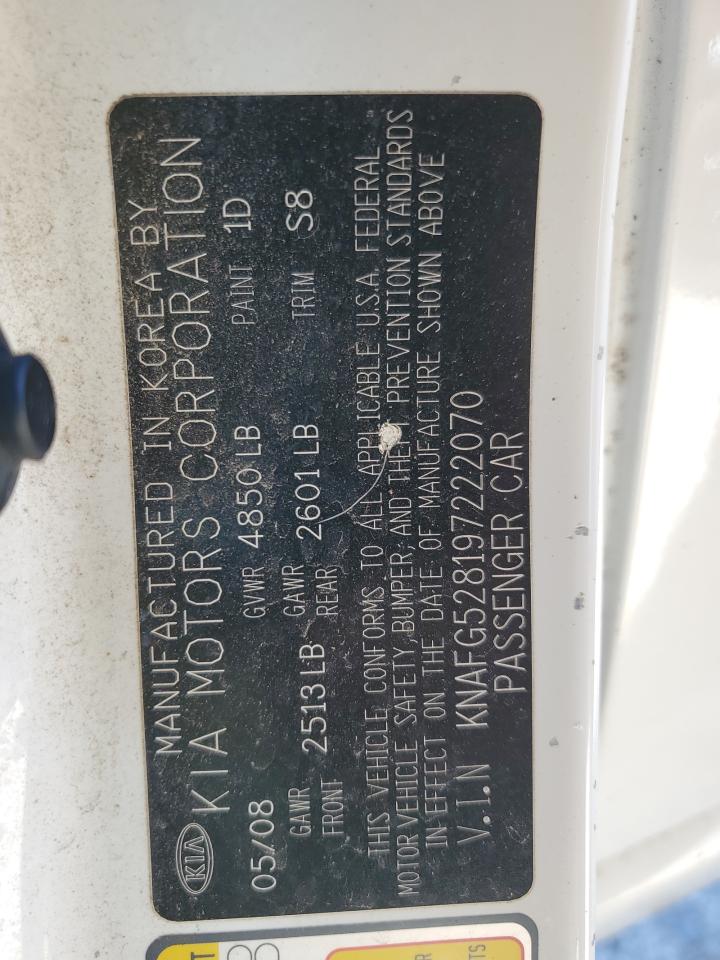 KIA
MANUFACTURED IN KOREA BY
KIA MOTORS CORPORATION
05/08 GVWR 4850 LB PAINT 1D
GAWR FRONT 2513 LB GAWR REAR 2601 LB TRIM S8
THIS VEHICLE CONFORMS TO ALL APPLICABLE U.S.A. FEDERAL
MOTOR VEHICLE SAFETY, BUMPER, AND THEFT PREVENTION STANDARDS
IN EFFECT ON THE DATE OF MANUFACTURE SHOWN ABOVE
V.I.N KNAFG528197222070
PASSENGER CAR